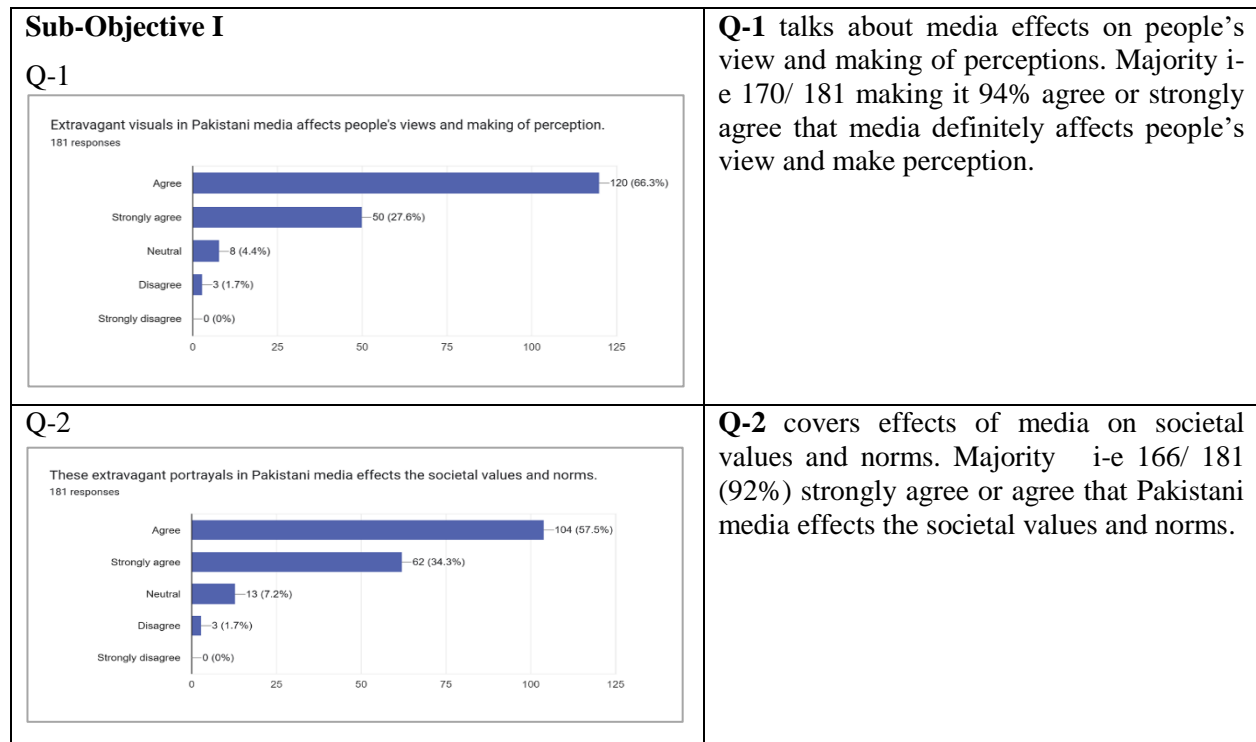 Sub-Objective I
Q-1
Extravagant visuals in Pakistani media affects people's views and making of perception.
181 responses
Agree 120 (66.3%)
Strongly agree 50 (27.6%)
Neutral 8 (4.4%)
Disagree 3 (1.7%)
Strongly disagree 0 (0%)
0 25 50 75 100 125
Q-1 talks about media effects on people's
view and making of perceptions. Majority i-
e 170/ 181 making it 94% agree or strongly
agree that media definitely affects people's
view and make perception.
Q-2
These extravagant portrayals in Pakistani media effects the societal values and norms.
181 responses
Agree 104 (57.5%)
Strongly agree 62 (34.3%)
Neutral 13 (7.2%)
Disagree 3 (1.7%)
Strongly disagree 0 (0%)
0 25 50 75 100 125
Q-2 covers effects of media on societal
values and norms. Majority i-e 166/ 181
(92%) strongly agree or agree that Pakistani
media effects the societal values and norms.